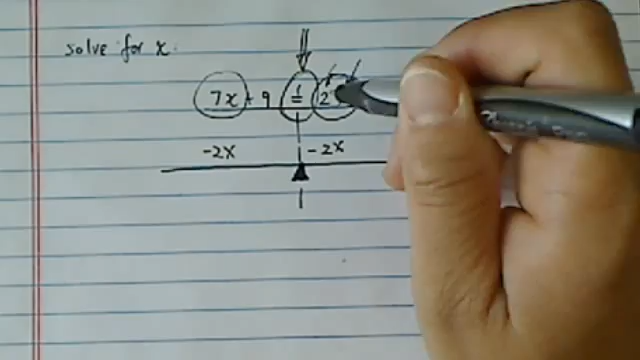 solve for x.
7x + 9 = 2
-2x -2x